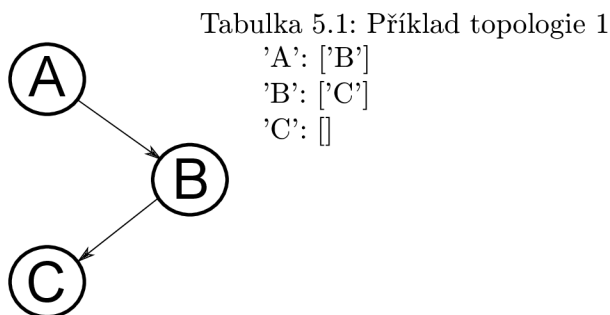 Tabulka 5.1: Příklad topologie 1
’A’: [’B’]
’B’: [’C’]
’C’: []
A
B
C